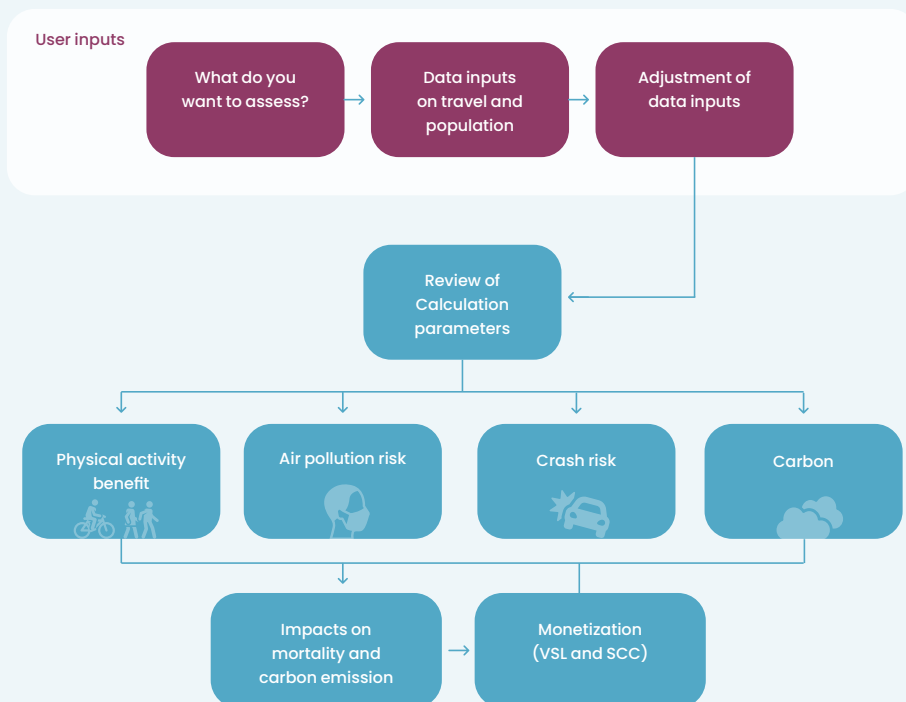 User inputs
What do you
want to assess?
Data inputs
on travel and
population
Adjustment of
data inputs
Review of
Calculation
parameters
Physical activity
benefit
Air pollution risk
Crash risk
Carbon
Impacts on
mortality and
carbon emission
Monetization
(VSL and SCC)